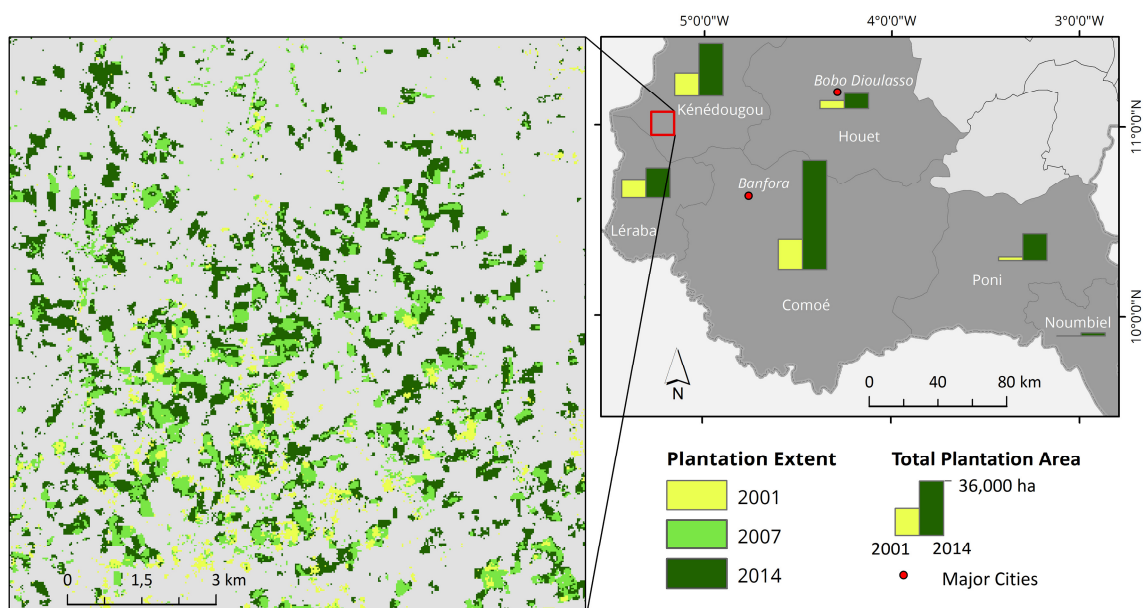 5°0'0"W 4°0'0"W 3°0'0"W
Bobo Dioulasso
Kénédougou
Houet
11°0'0"N
Danfora
Léraba
Poni
Comoé
Noumbiel
10°0'0"N
N
0 40 80 km
Plantation Extent
2001
2007
2014
Total Plantation Area
36,000 ha
2001 2014
Major Cities
0 1,5 3 km